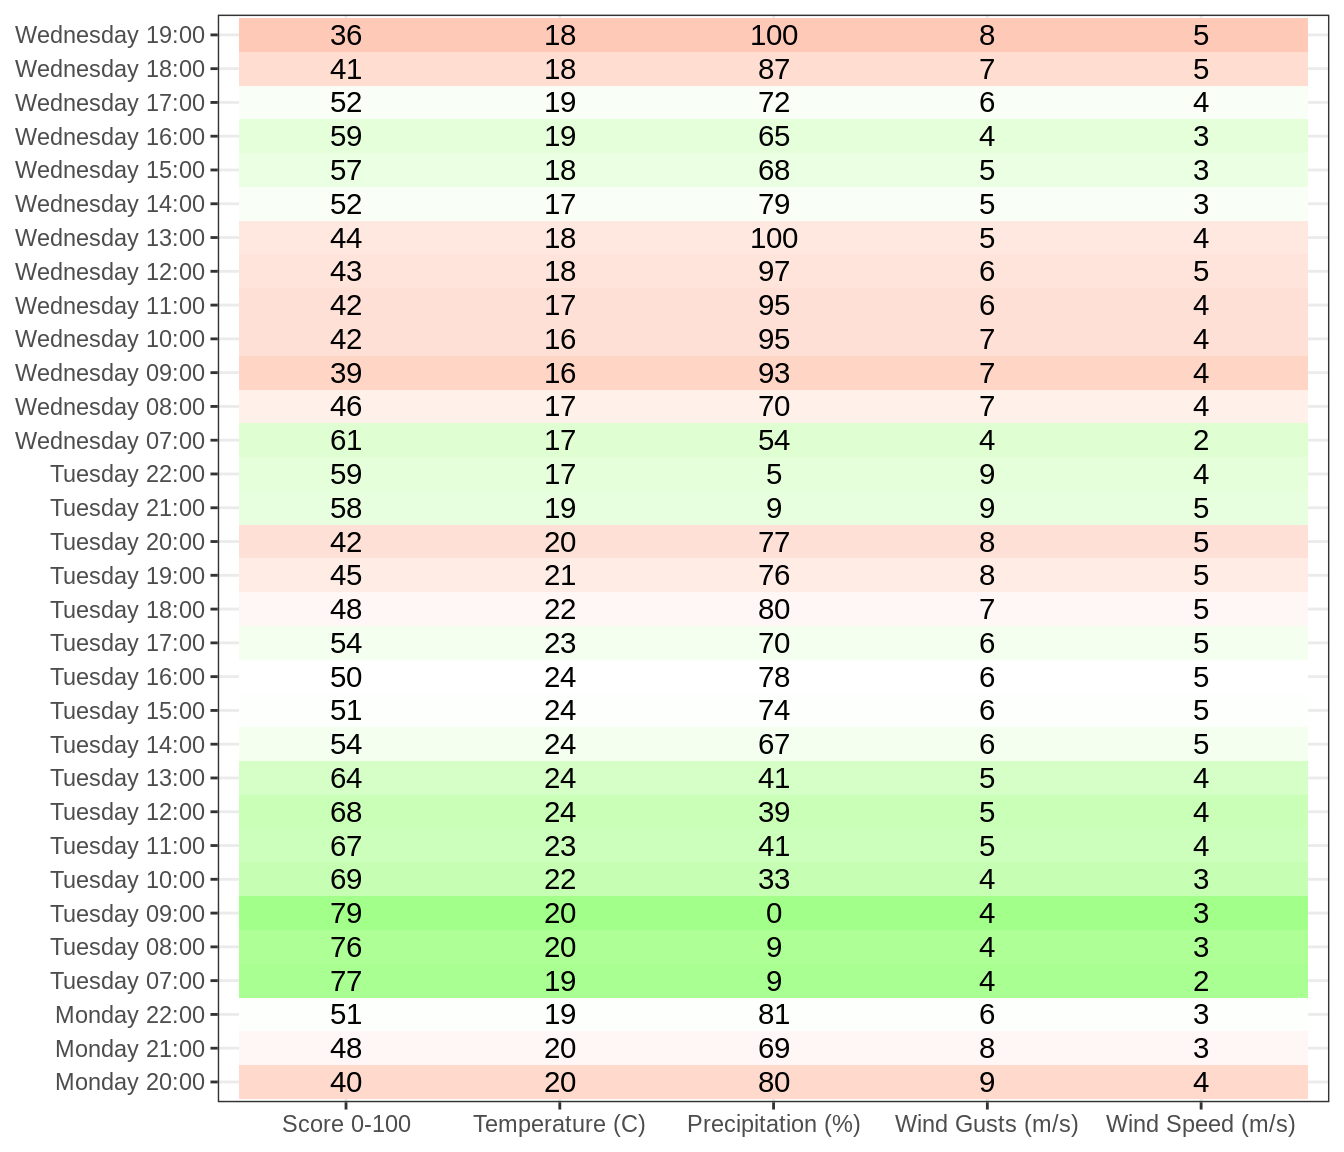 Wednesday 19:00 36 18 100 8 5
Wednesday 18:00 41 18 87 7 5
Wednesday 17:00 52 19 72 6 4
Wednesday 16:00 59 19 65 4 3
Wednesday 15:00 57 18 68 5 3
Wednesday 14:00 52 17 79 5 3
Wednesday 13:00 44 18 100 5 4
Wednesday 12:00 43 18 97 6 5
Wednesday 11:00 42 17 95 6 4
Wednesday 10:00 42 16 95 7 4
Wednesday 09:00 39 16 93 7 4
Wednesday 08:00 46 17 70 7 4
Wednesday 07:00 61 17 54 4 2
Tuesday 22:00 59 17 5 9 4
Tuesday 21:00 58 19 9 9 5
Tuesday 20:00 42 20 77 8 5
Tuesday 19:00 45 21 76 8 5
Tuesday 18:00 48 22 80 7 5
Tuesday 17:00 54 23 70 6 5
Tuesday 16:00 50 24 78 6 5
Tuesday 15:00 51 24 74 6 5
Tuesday 14:00 54 24 67 6 5
Tuesday 13:00 64 24 41 5 4
Tuesday 12:00 68 24 39 5 4
Tuesday 11:00 67 23 41 5 4
Tuesday 10:00 69 22 33 4 3
Tuesday 09:00 79 20 0 4 3
Tuesday 08:00 76 20 9 4 3
Tuesday 07:00 77 19 9 4 2
Monday 22:00 51 19 81 6 3
Monday 21:00 48 20 69 8 3
Monday 20:00 40 20 80 9 4
Score 0-100 Temperature (C) Precipitation (%) Wind Gusts (m/s) Wind Speed (m/s)